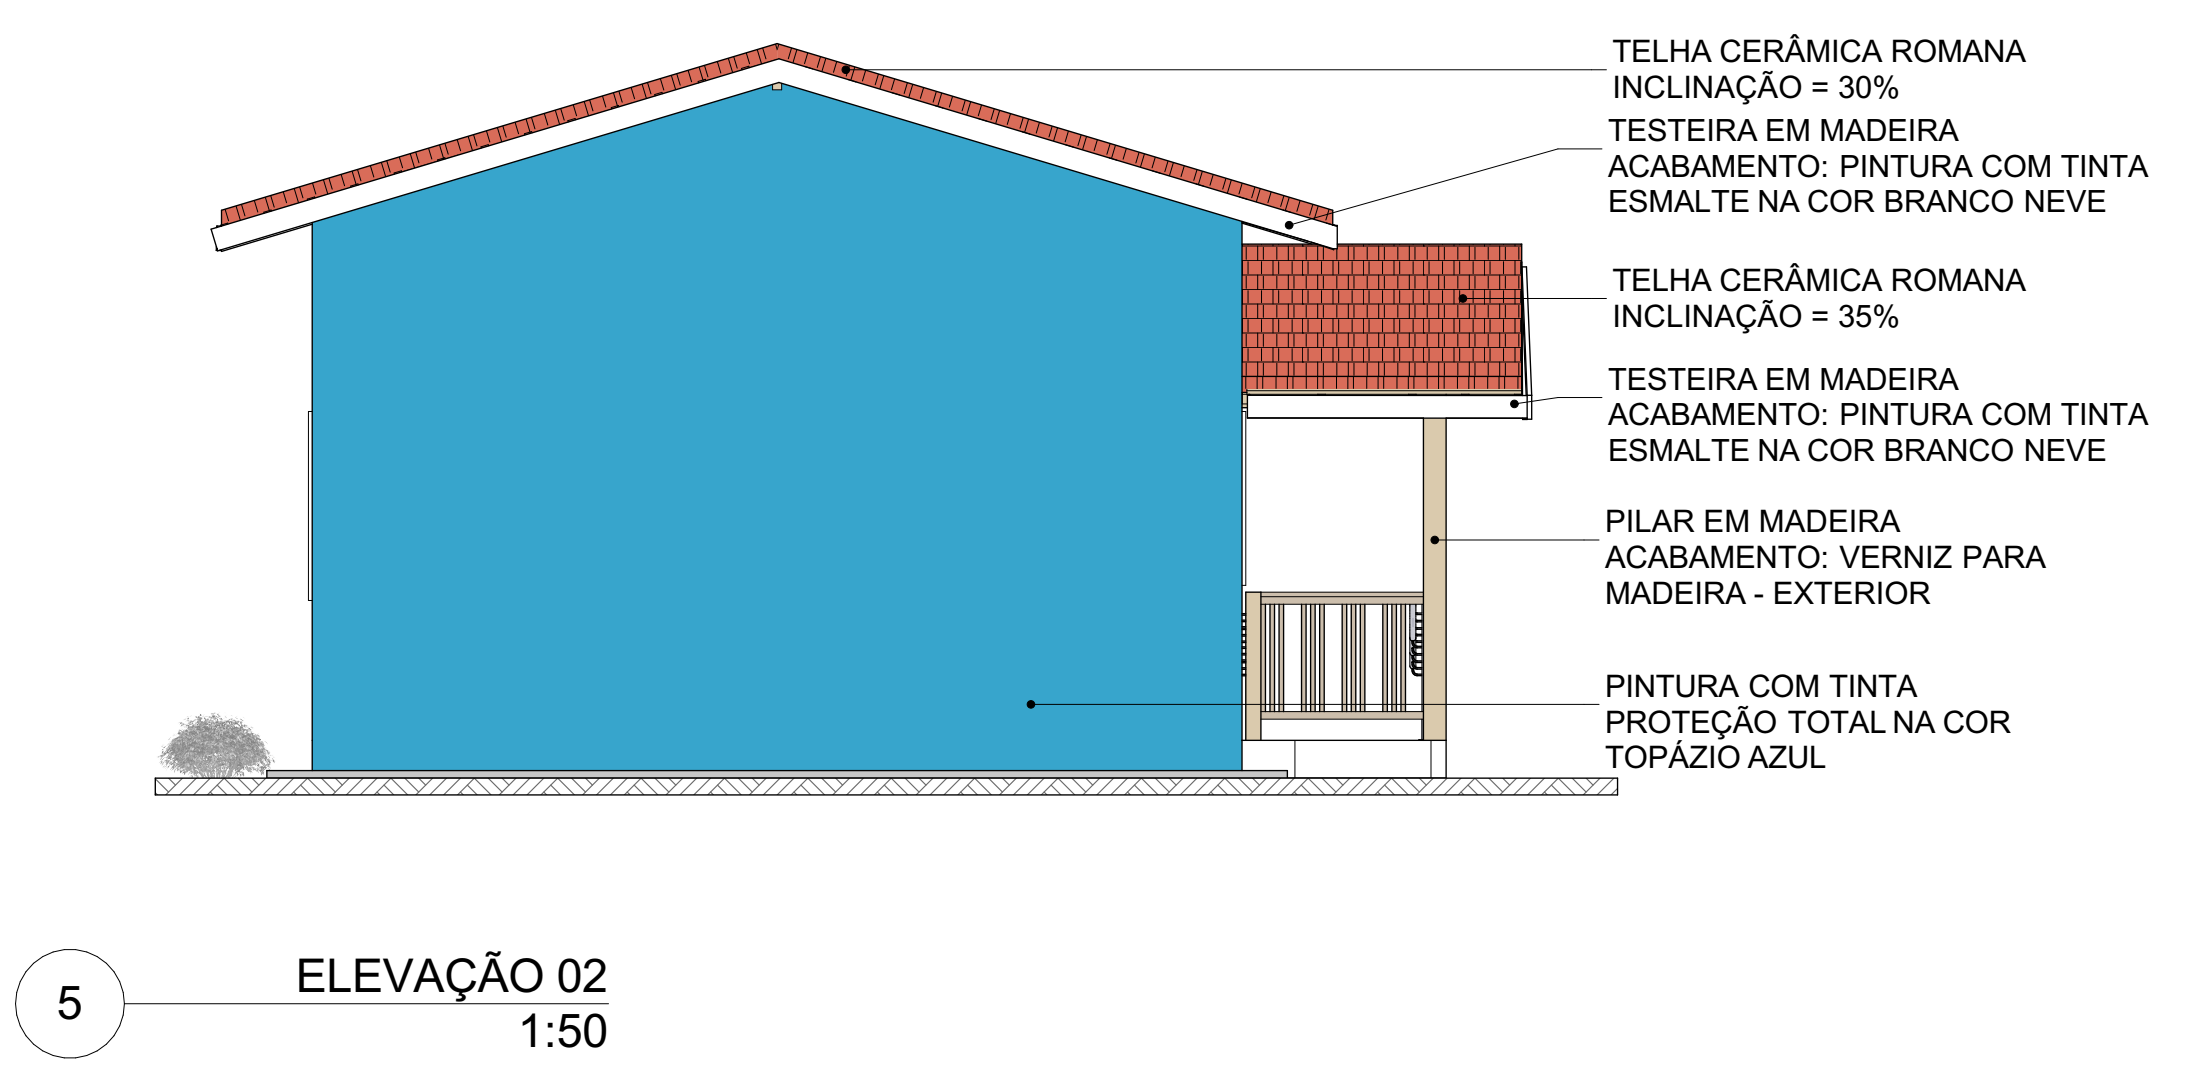 TELHA CERÂMICA ROMANA
INCLINAÇÃO = 30%
TESTEIRA EM MADEIRA
ACABAMENTO: PINTURA COM TINTA
ESMALTE NA COR BRANCO NEVE
TELHA CERÂMICA ROMANA
INCLINAÇÃO = 35%
TESTEIRA EM MADEIRA
ACABAMENTO: PINTURA COM TINTA
ESMALTE NA COR BRANCO NEVE
PILAR EM MADEIRA
ACABAMENTO: VERNIZ PARA
MADEIRA - EXTERIOR
PINTURA COM TINTA
PROTEÇÃO TOTAL NA COR
TOPÁZIO AZUL
5
ELEVAÇÃO 02
1:50